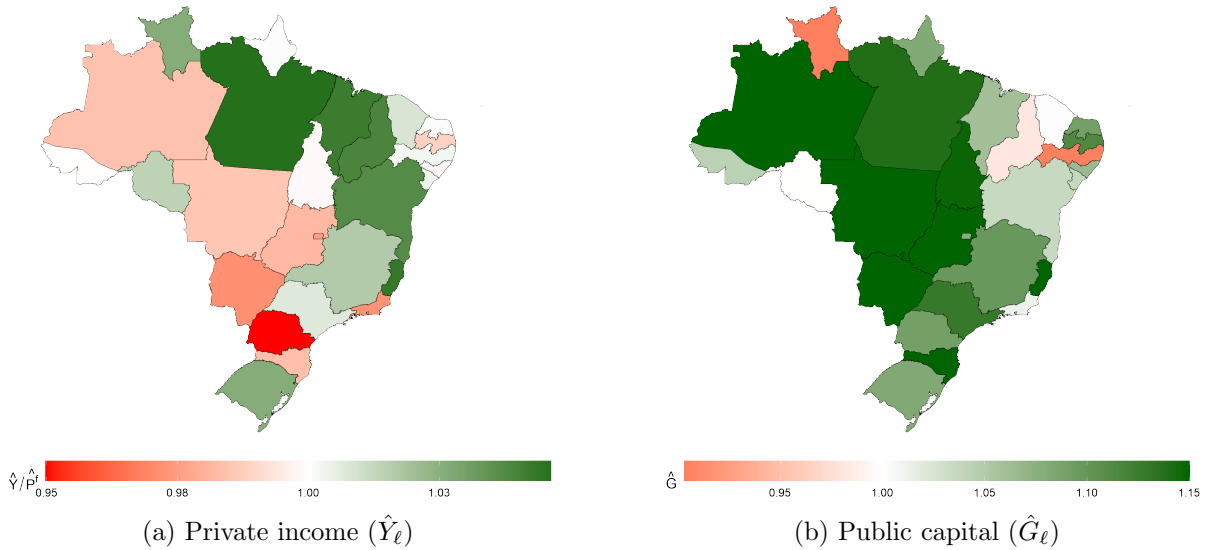 Ŷ/P̂ᶠ
0.95 0.98 1.00 1.03
Ĝ
0.95 1.00 1.05 1.10 1.15
(a) Private income (Ŷℓ)
(b) Public capital (Ĝℓ)